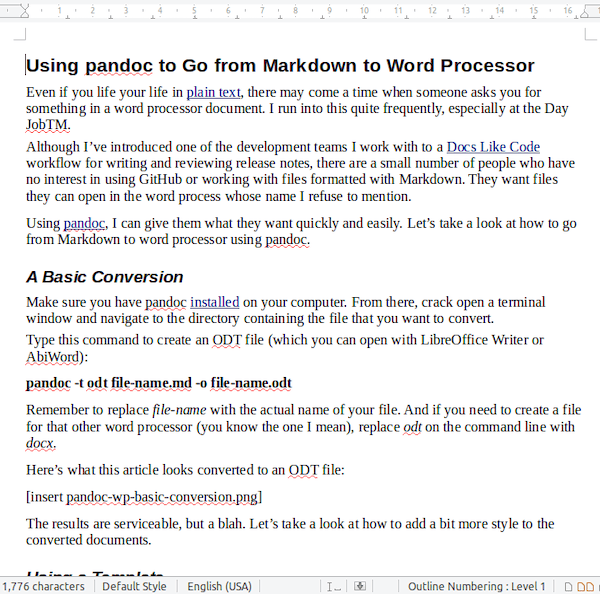 1 2 3 4 5 6 7 8 9 10 11 12 13 14 15 16
Using pandoc to Go from Markdown to Word Processor
Even if you life your life in plain text, there may come a time when someone asks you for
something in a word processor document. I run into this quite frequently, especially at the Day
JobTM.
Although I’ve introduced one of the development teams I work with to a Docs Like Code
workflow for writing and reviewing release notes, there are a small number of people who have
no interest in using GitHub or working with files formatted with Markdown. They want files
they can open in the word process whose name I refuse to mention.
Using pandoc, I can give them what they want quickly and easily. Let’s take a look at how to go
from Markdown to word processor using pandoc.
A Basic Conversion
Make sure you have pandoc installed on your computer. From there, crack open a terminal
window and navigate to the directory containing the file that you want to convert.
Type this command to create an ODT file (which you can open with LibreOffice Writer or
AbiWord):
pandoc -t odt file-name.md -o file-name.odt
Remember to replace file-name with the actual name of your file. And if you need to create a file
for that other word processor (you know the one I mean), replace odt on the command line with
docx.
Here’s what this article looks converted to an ODT file:
[insert pandoc-wp-basic-conversion.png]
The results are serviceable, but a blah. Let’s take a look at how to add a bit more style to the
converted documents.
Using a Template
1,776 characters Default Style English (USA) Outline Numbering : Level 1